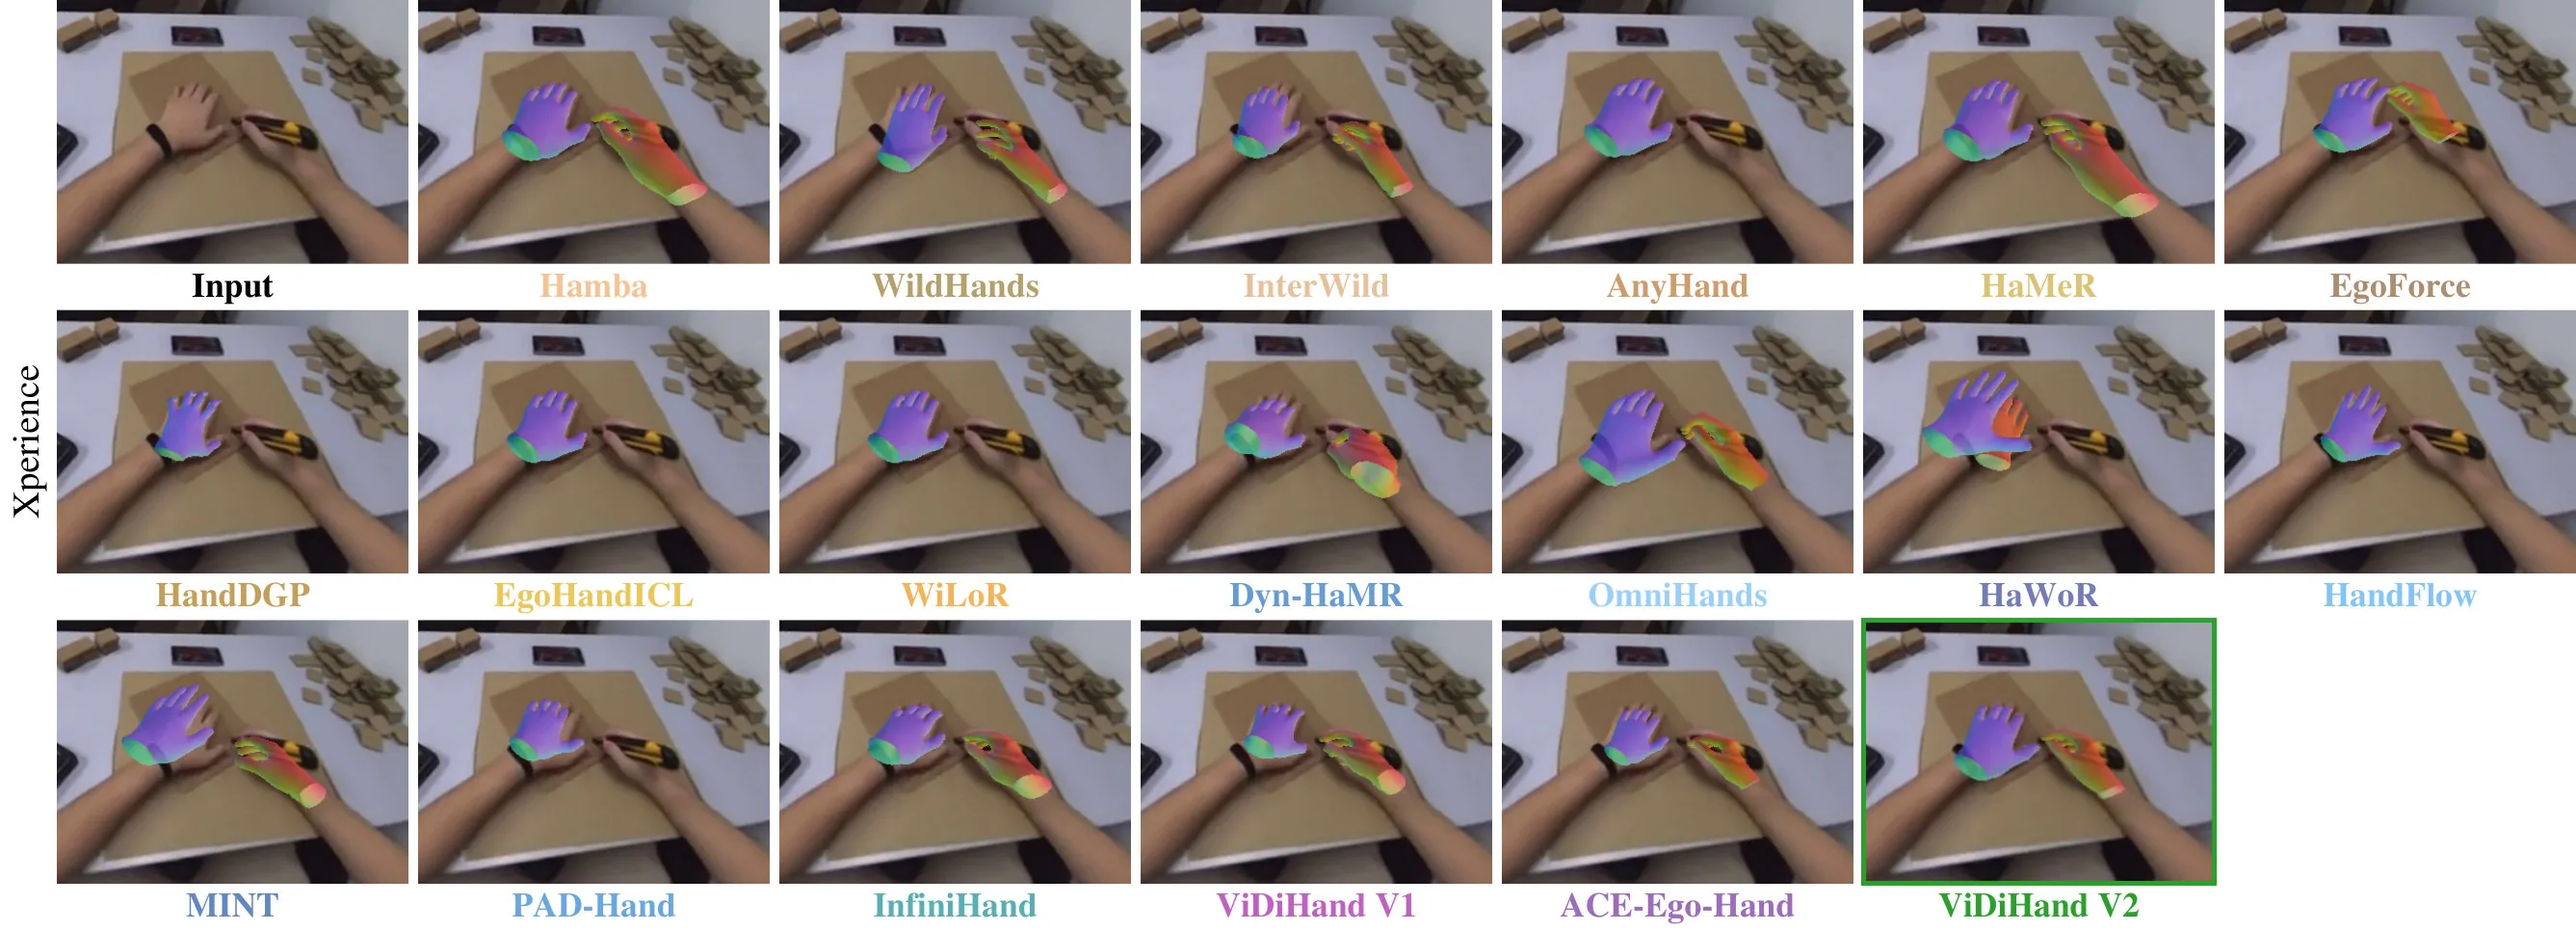 Input
Hamba
WildHands
InterWild
AnyHand
HaMeR
EgoForce
Xperience
HandDGP
EgoHandICL
WiLoR
Dyn-HaMR
OmniHands
HaWoR
HandFlow
MINT
PAD-Hand
InfiniHand
ViDiHand V1
ACE-Ego-Hand
ViDiHand V2